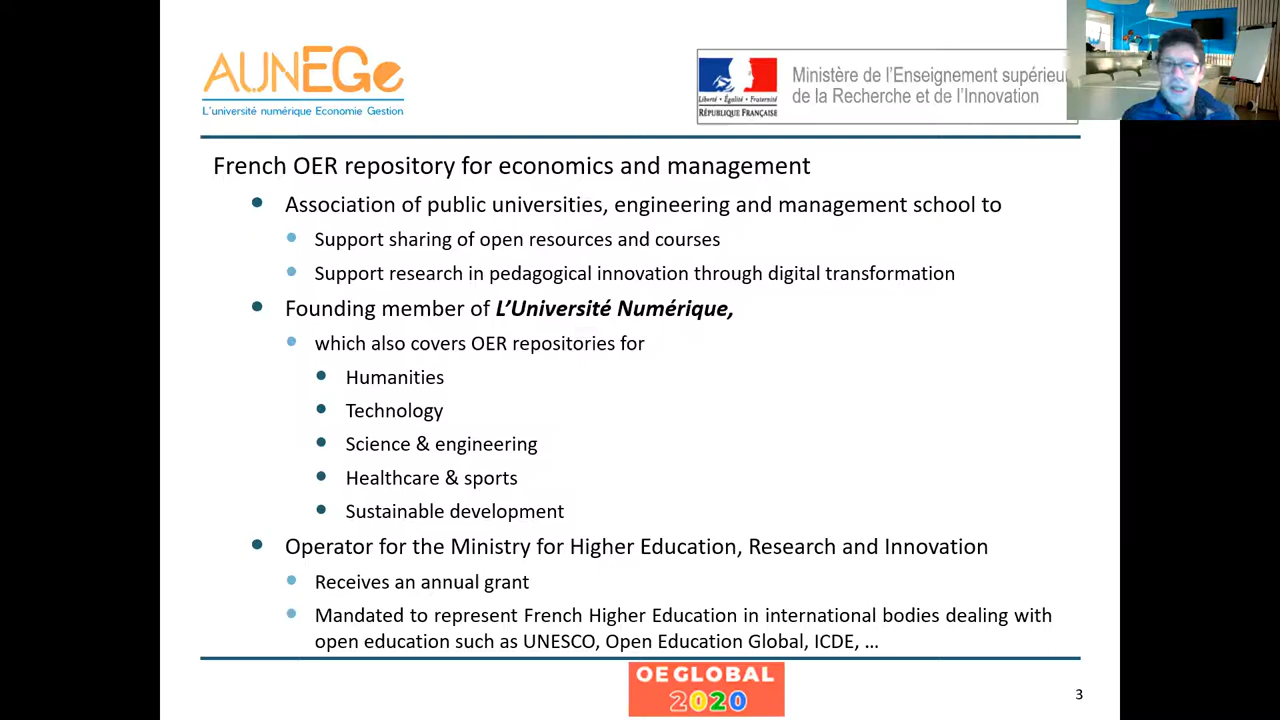 AUNEGe
L'université numérique Economie Gestion
Liberté • Égalité • Fraternité
RÉPUBLIQUE FRANÇAISE
Ministère de l'Enseignement supérieur
de la Recherche et de l'Innovation
French OER repository for economics and management
Association of public universities, engineering and management school to
Support sharing of open resources and courses
Support research in pedagogical innovation through digital transformation
Founding member of L'Université Numérique,
which also covers OER repositories for
Humanities
Technology
Science & engineering
Healthcare & sports
Sustainable development
Operator for the Ministry for Higher Education, Research and Innovation
Receives an annual grant
Mandated to represent French Higher Education in international bodies dealing with
open education such as UNESCO, Open Education Global, ICDE, …
OEGLOBAL
2020
3